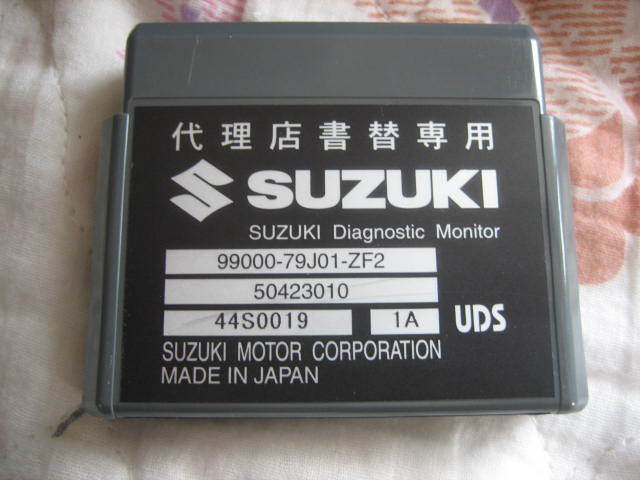 代理店書替専用
SUZUKI
SUZUKI Diagnostic Monitor
99000-79J01-ZF2
50423010
44S0019 1A UDS
SUZUKI MOTOR CORPORATION
MADE IN JAPAN